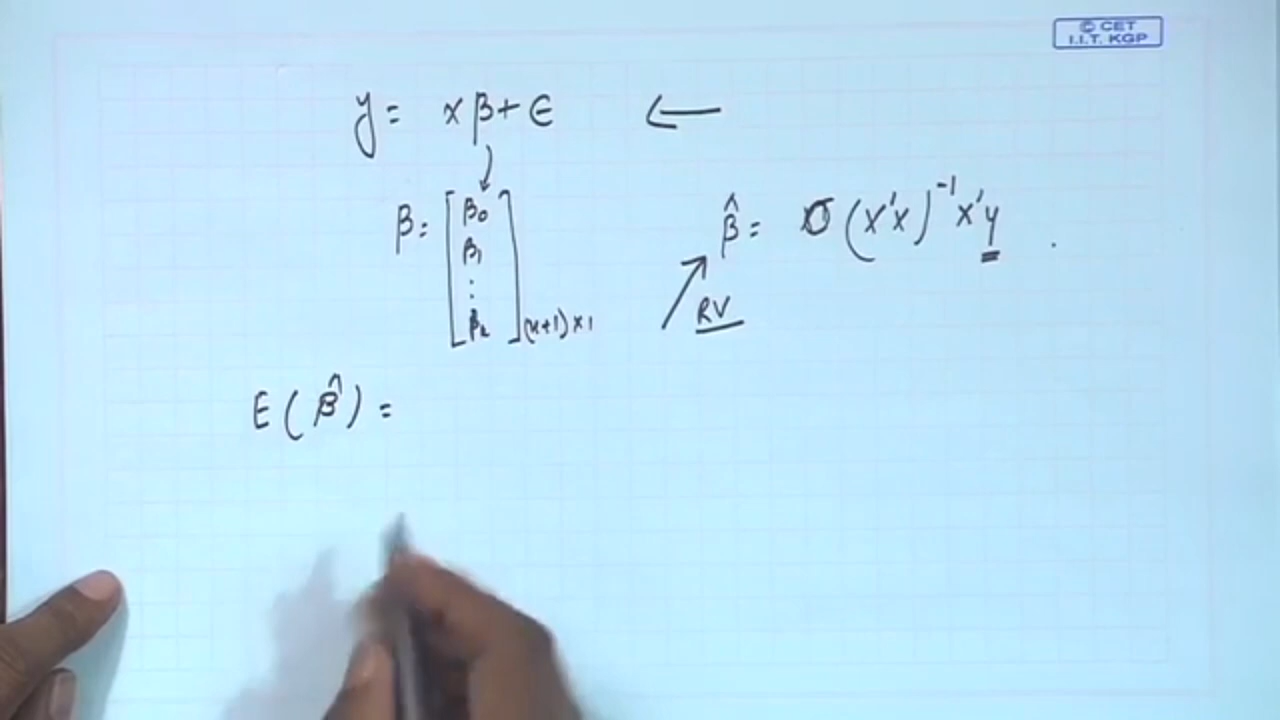 © CET
I.I.T. KGP
y = xβ + ϵ ←
β = [β0 β1 ⋮ βk](k+1)×1
β̂ = (x'x)⁻¹x'y
RV
E(β̂) =